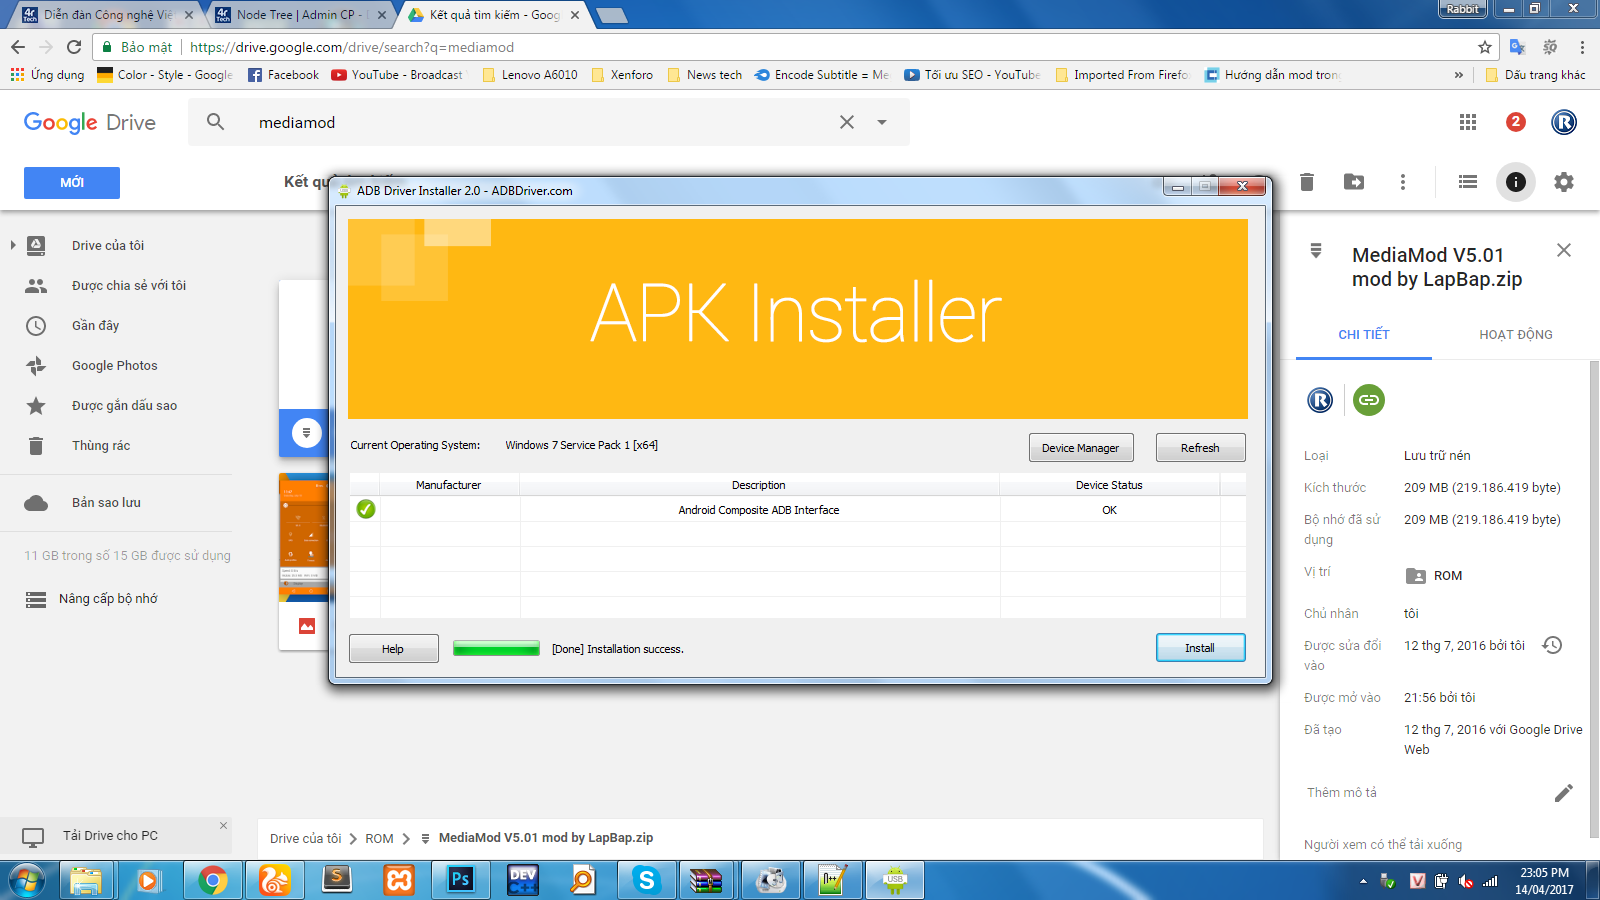 Diễn đàn Công nghệ Việ
Node Tree | Admin CP -
Kết quả tìm kiếm - Goog
Rabbit
Bảo mật
https://drive.google.com/drive/search?q=mediamod
Ứng dụng
Color - Style - Google
Facebook
YouTube - Broadcast
Lenovo A6010
Xenforo
News tech
Encode Subtitle = Me
Tối ưu SEO - YouTube
Imported From Firefo
Hướng dẫn mod tron
»
Dấu trang khác
Google Drive
mediamod
2
R
MỚI
Kết qu
ADB Driver Installer 2.0 - ADBDriver.com
APK Installer
Current Operating System:
Windows 7 Service Pack 1 [x64]
Device Manager
Refresh
Manufacturer
Description
Device Status
Android Composite ADB Interface
OK
Help
[Done] Installation success.
Install
Drive của tôi
Được chia sẻ với tôi
Gần đây
Google Photos
Được gắn dấu sao
Thùng rác
Bản sao lưu
11 GB trong số 15 GB được sử dụng
Nâng cấp bộ nhớ
Tải Drive cho PC
Drive của tôi
ROM
MediaMod V5.01 mod by LapBap.zip
MediaMod V5.01
mod by LapBap.zip
CHI TIẾT
HOẠT ĐỘNG
R
Loại
Lưu trữ nén
Kích thước
209 MB (219.186.419 byte)
Bộ nhớ đã sử
dụng
209 MB (219.186.419 byte)
Vị trí
ROM
Chủ nhân
tôi
Được sửa đổi
vào
12 thg 7, 2016 bởi tôi
Được mở vào
21:56 bởi tôi
Đã tạo
12 thg 7, 2016 với Google Drive
Web
Thêm mô tả
Người xem có thể tải xuống
S
Ps
DEV
C++
S
n++
USB
V
23:05 PM
14/04/2017